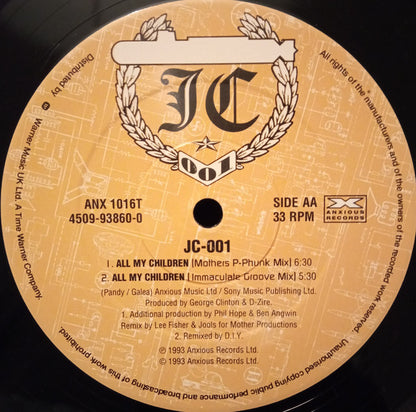 JC
001
Distributed by Warner Music UK Ltd. A Time Warner Company.
All rights of the manufacturers and of the owners of the recorded work reserved.
Unauthorised copying public performance and broadcasting of this work prohibited.
ANX 1016T
4509-93860-0
SIDE AA
33 RPM
X
ANXIOUS
RECORDS
JC-001
1. ALL MY CHILDREN [Mothers P-Phunk Mix] 6:30
2. ALL MY CHILDREN [Immaculate Groove Mix] 5:30
(Pandy / Galea) Anxious Music Ltd / Sony Music Publishing Ltd.
Produced by George Clinton & D-Zire.
1. Additional production by Phil Hope & Ben Angwin
Remix by Lee Fisher & Jools for Mother Productions
2. Remixed by D.I.Y.
℗ 1993 Anxious Records Ltd.
© 1993 Anxious Records Ltd.